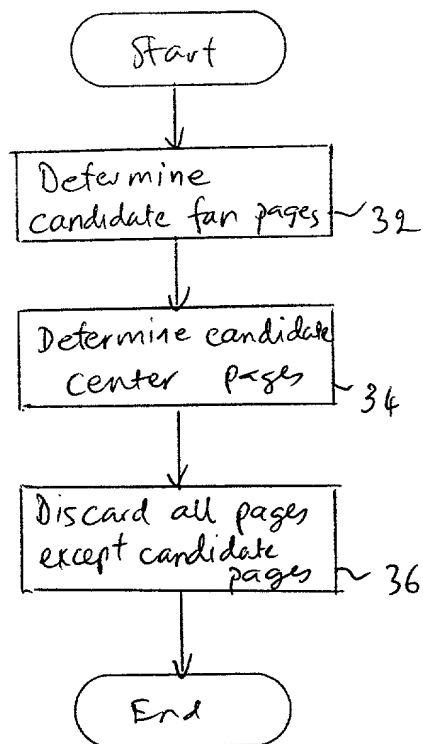 Start
Determine
candidate fan pages
32
Determine candidate
center pages
34
Discard all pages
except candidate
pages
36
End